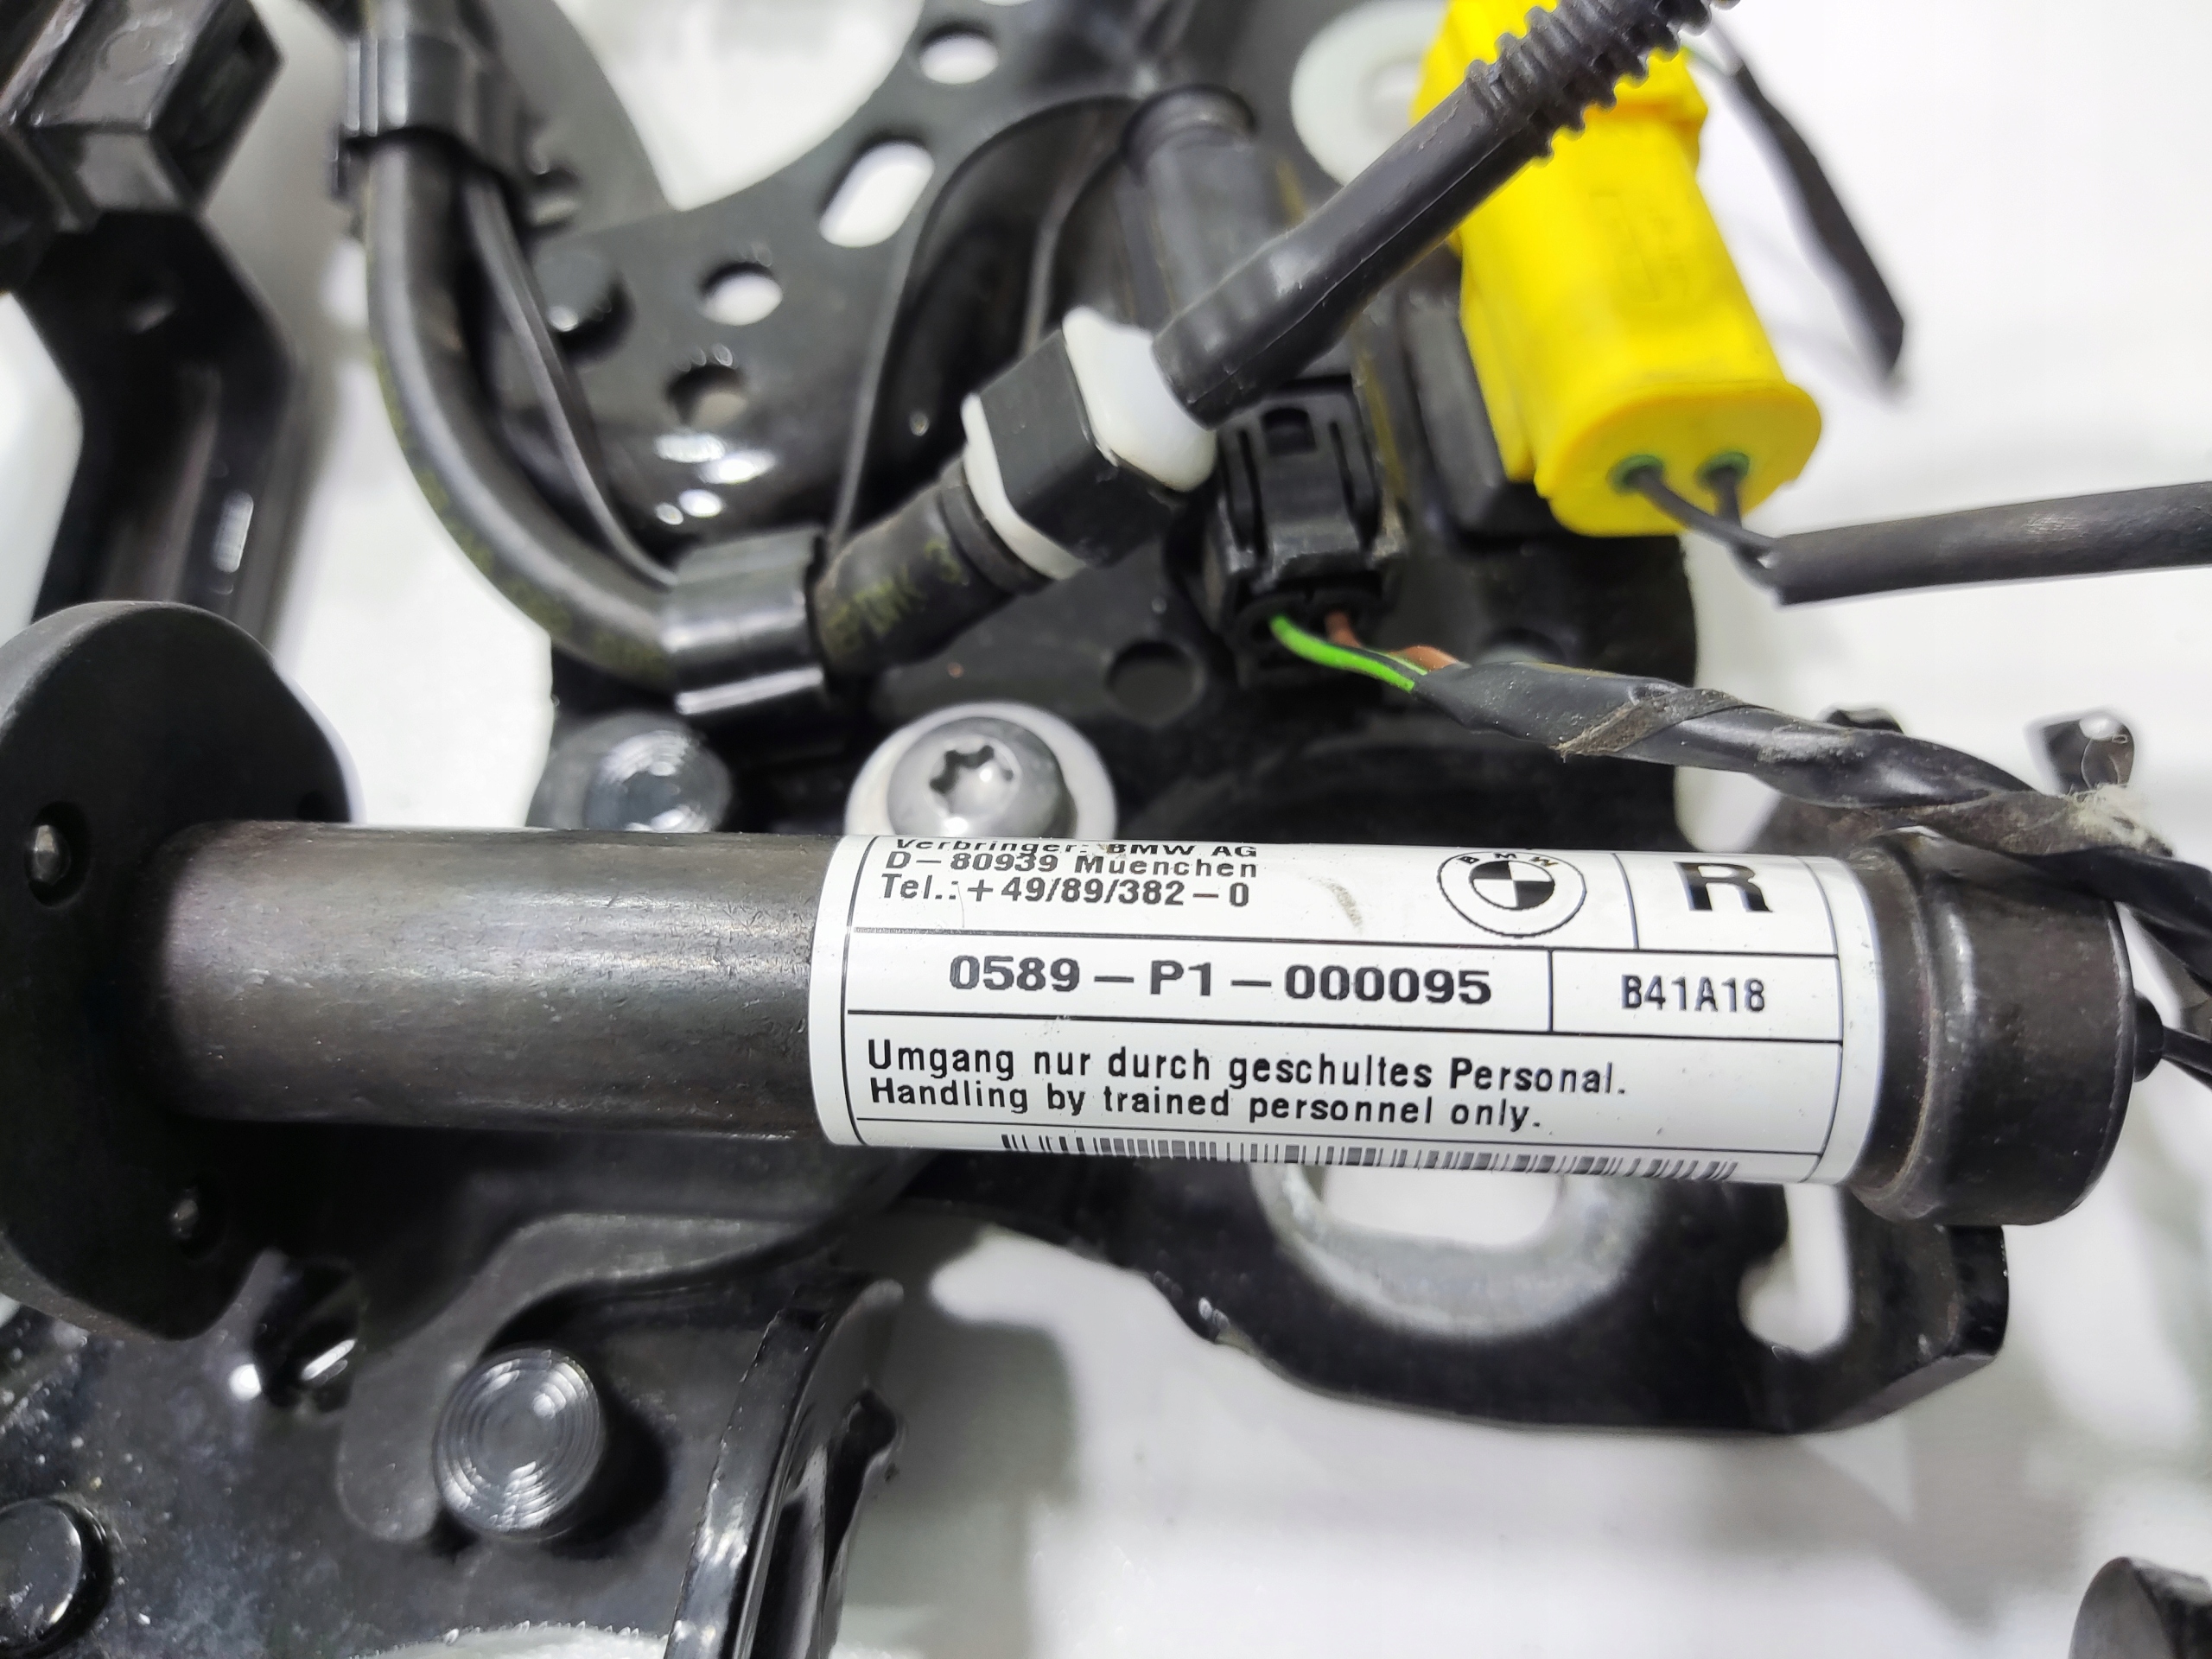 Verbringer: BMW AG
D-80939 Muenchen
Tel.: +49/89/382-0
BMW
R
0589-P1-000095
B41A18
Umgang nur durch geschultes Personal.
Handling by trained personnel only.